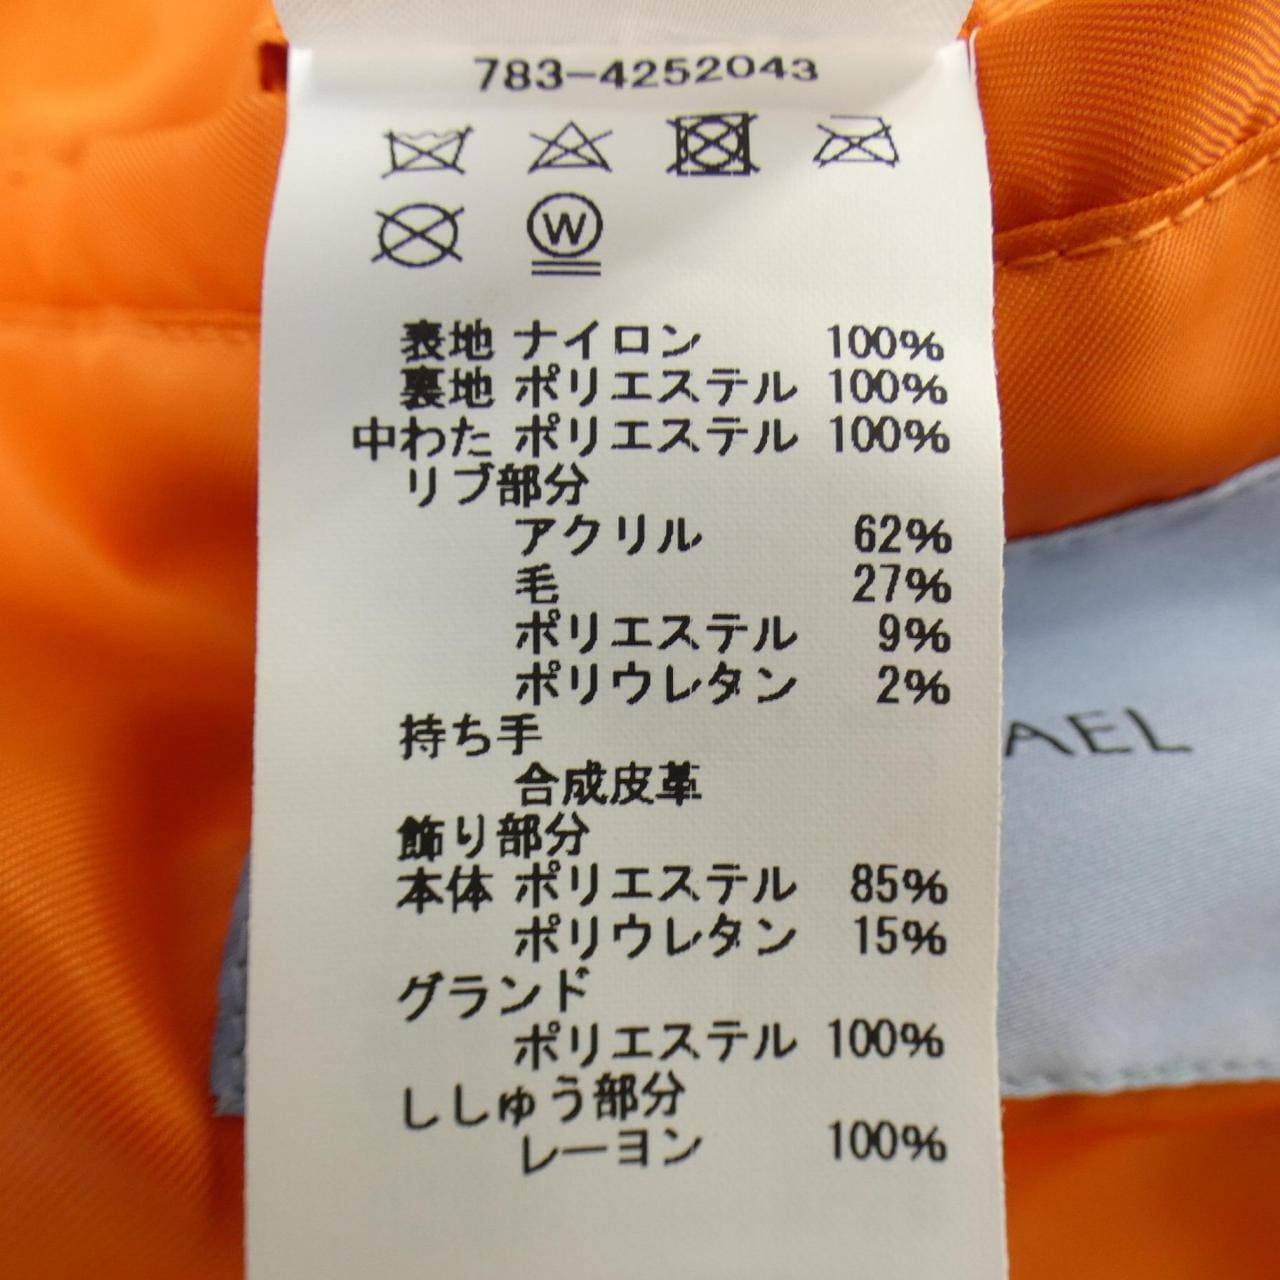 783-4252043
W
表地 ナイロン 100%
裏地 ポリエステル 100%
中わた ポリエステル 100%
リブ部分
アクリル 62%
毛 27%
ポリエステル 9%
ポリウレタン 2%
持ち手
合成皮革
飾り部分
本体 ポリエステル 85%
ポリウレタン 15%
グランド
ポリエステル 100%
ししゅう部分
レーヨン 100%
AEL